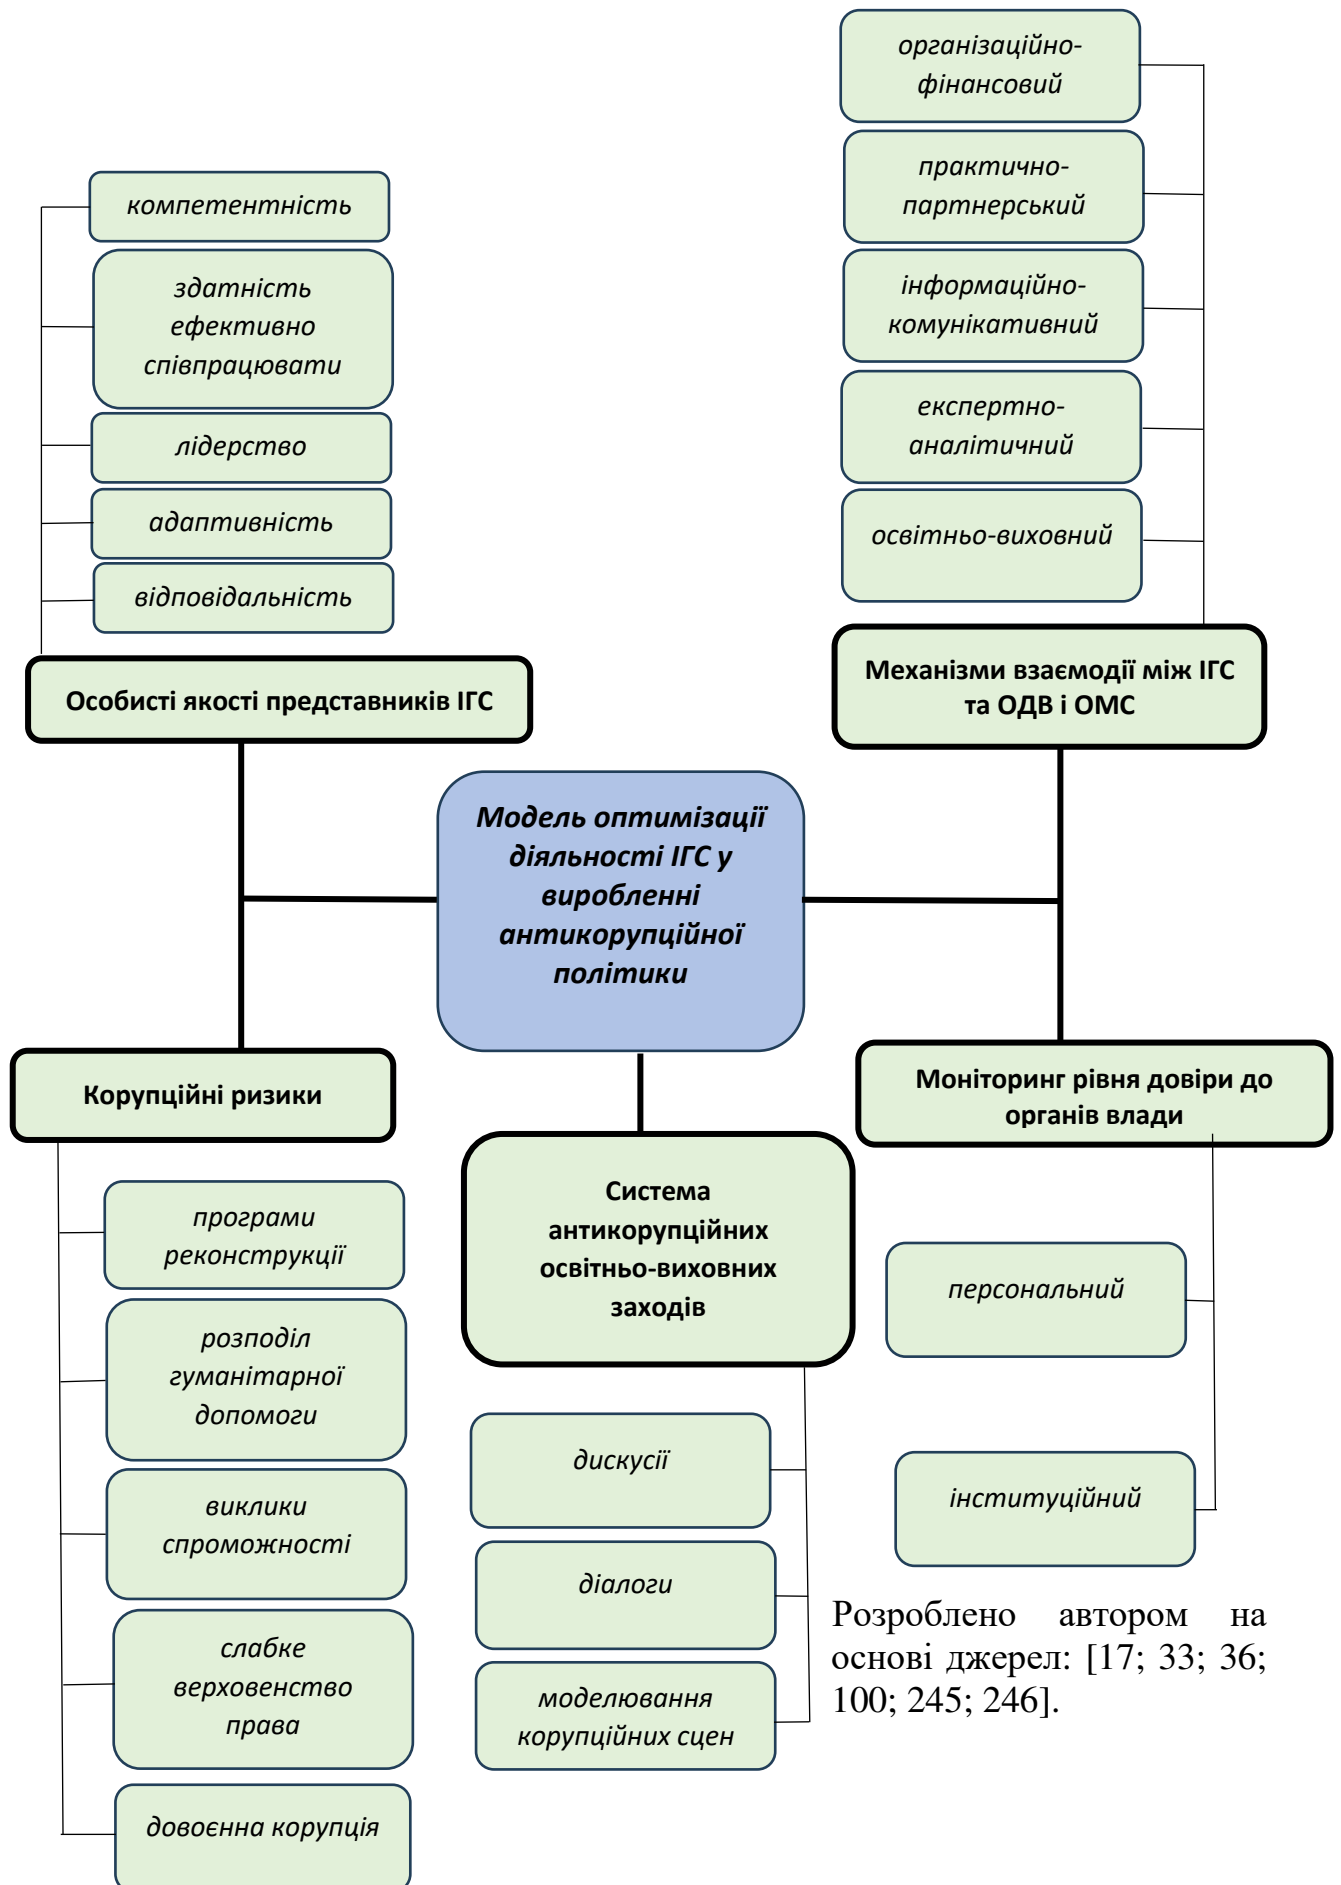 організаційно-
фінансовий
практично-
партнерський
інформаційно-
комунікативний
експертно-
аналітичний
освітньо-виховний
компетентність
здатність
ефективно
співпрацювати
лідерство
адаптивність
відповідальність
Особисті якості представників ІГС
Механізми взаємодії між ІГС
та ОДВ і ОМС
Модель оптимізації
діяльності ІГС у
виробленні
антикорупційної
політики
Корупційні ризики
програми
реконструкції
розподіл
гуманітарної
допомоги
виклики
спроможності
слабке
верховенство
права
довоєнна корупція
Система
антикорупційних
освітньо-виховних
заходів
дискусії
діалоги
моделювання
корупційних сцен
Моніторинг рівня довіри до
органів влади
персональний
інституційний
Розроблено автором на
основі джерел: [17; 33; 36;
100; 245; 246].